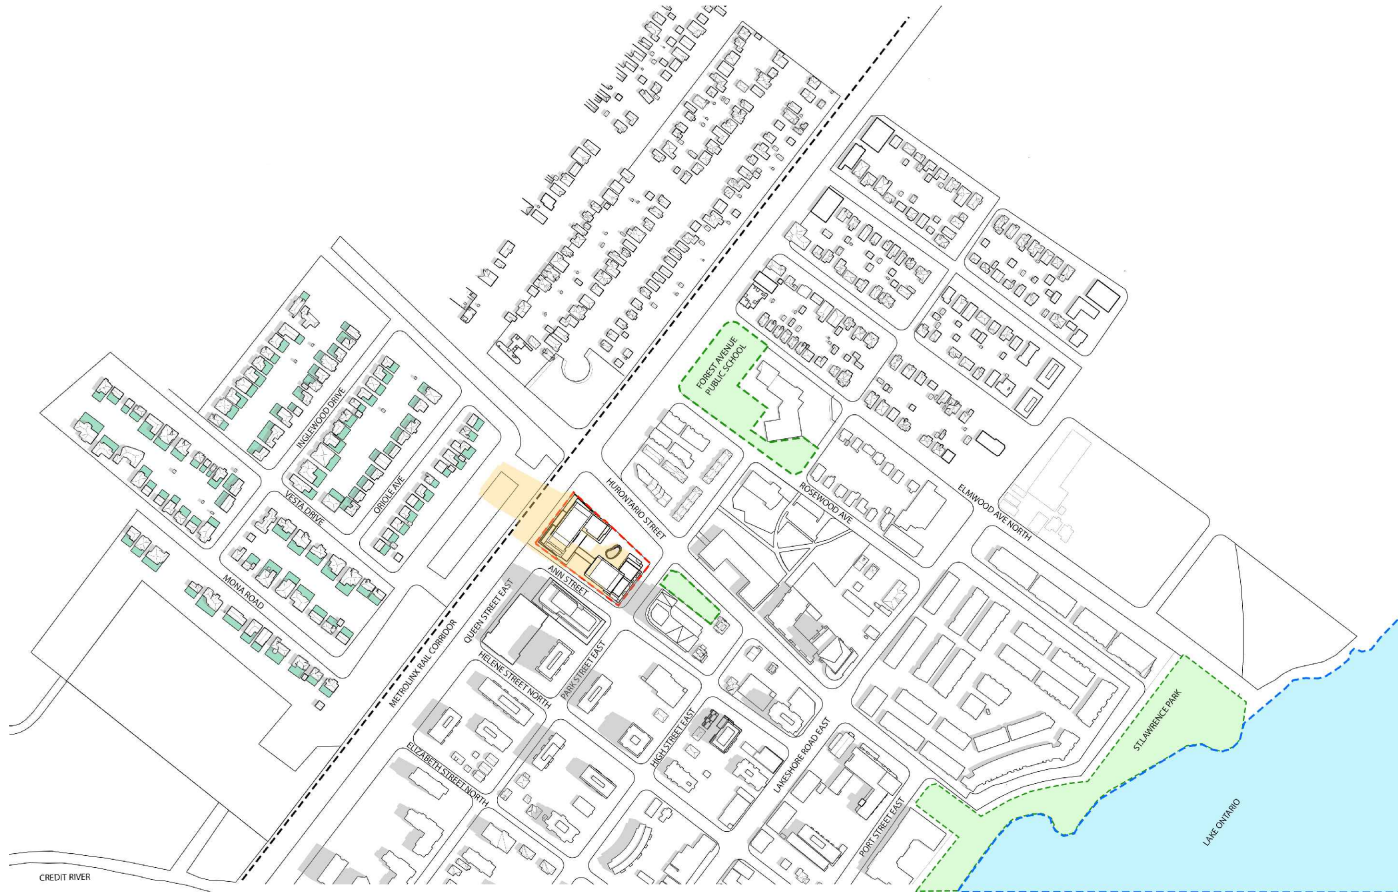 FOREST AVENUE
PUBLIC SCHOOL
INGLEWOOD DRIVE
ORIOLE AVE
VESTA DRIVE
MONA ROAD
HURONTARIO STREET
ROSEWOOD AVE
ELMWOOD AVE NORTH
ANN STREET
QUEEN STREET EAST
METROLINX RAIL CORRIDOR
HELENE STREET NORTH
PARK STREET EAST
ELIZABETH STREET NORTH
HIGH STREET EAST
LAKESHORE ROAD EAST
PORT STREET EAST
ST.LAWRENCE PARK
LAKE ONTARIO
CREDIT RIVER